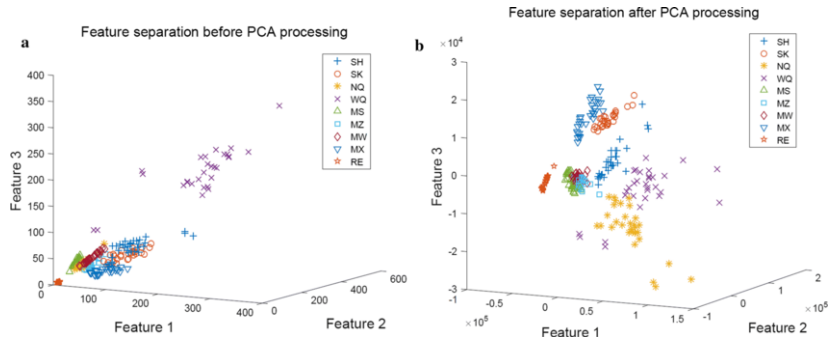 Feature separation before PCA processing
a
400
350
300
250
200
150
100
50
0
Feature 3
0
100
200
300
400
Feature 1
0
200
400
600
Feature 2
SH
SK
NQ
WQ
MS
MZ
MW
MX
RE
Feature separation after PCA processing
b
×10⁴
3
2
1
0
-1
-2
-3
Feature 3
-1
-0.5
0
0.5
1
1.5
×10⁵
Feature 1
-1
0
1
2
×10⁵
Feature 2
SH
SK
NQ
WQ
MS
MZ
MW
MX
RE